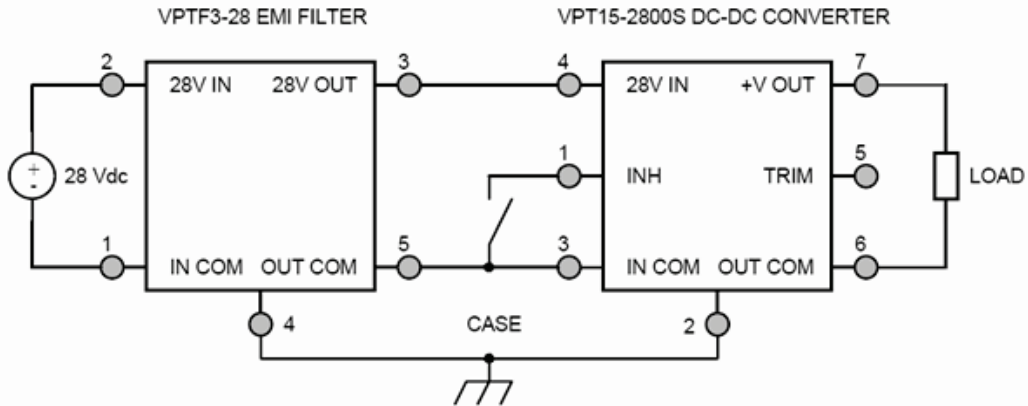 VPTF3-28 EMI FILTER VPT15-2800S DC-DC CONVERTER
2 3 4 7
28V IN 28V OUT 28V IN +V OUT
1 5
+
- 28 Vdc INH TRIM LOAD
1 5 3 6
IN COM OUT COM IN COM OUT COM
4 CASE 2